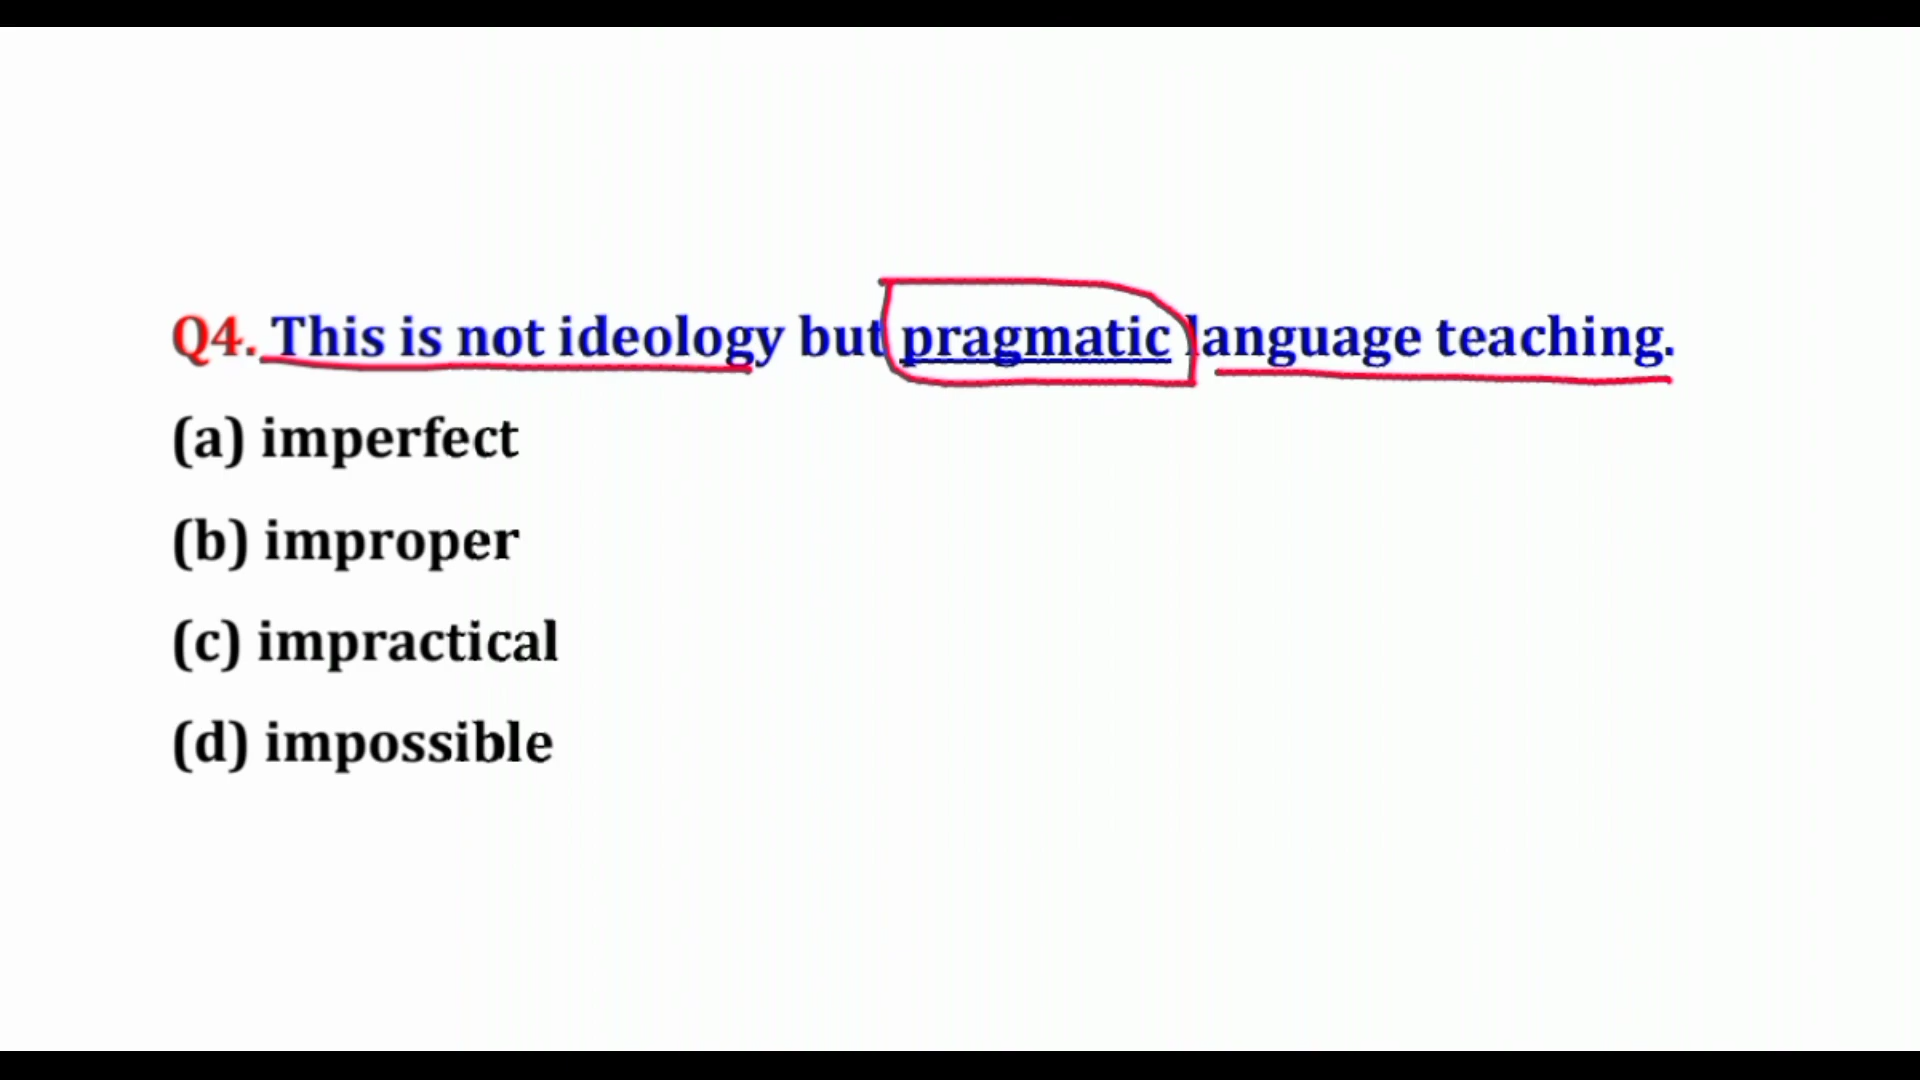 Q4. This is not ideology but pragmatic language teaching.
(a) imperfect
(b) improper
(c) impractical
(d) impossible